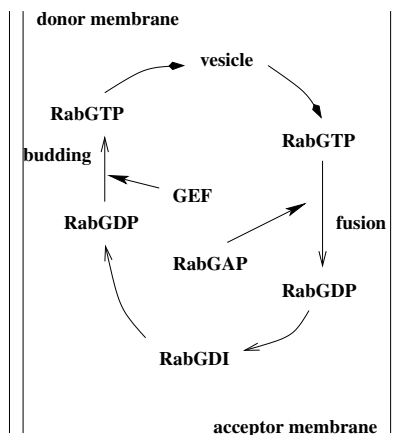 donor membrane
vesicle
RabGTP
RabGTP
budding
GEF
RabGDP
fusion
RabGAP
RabGDP
RabGDI
acceptor membrane